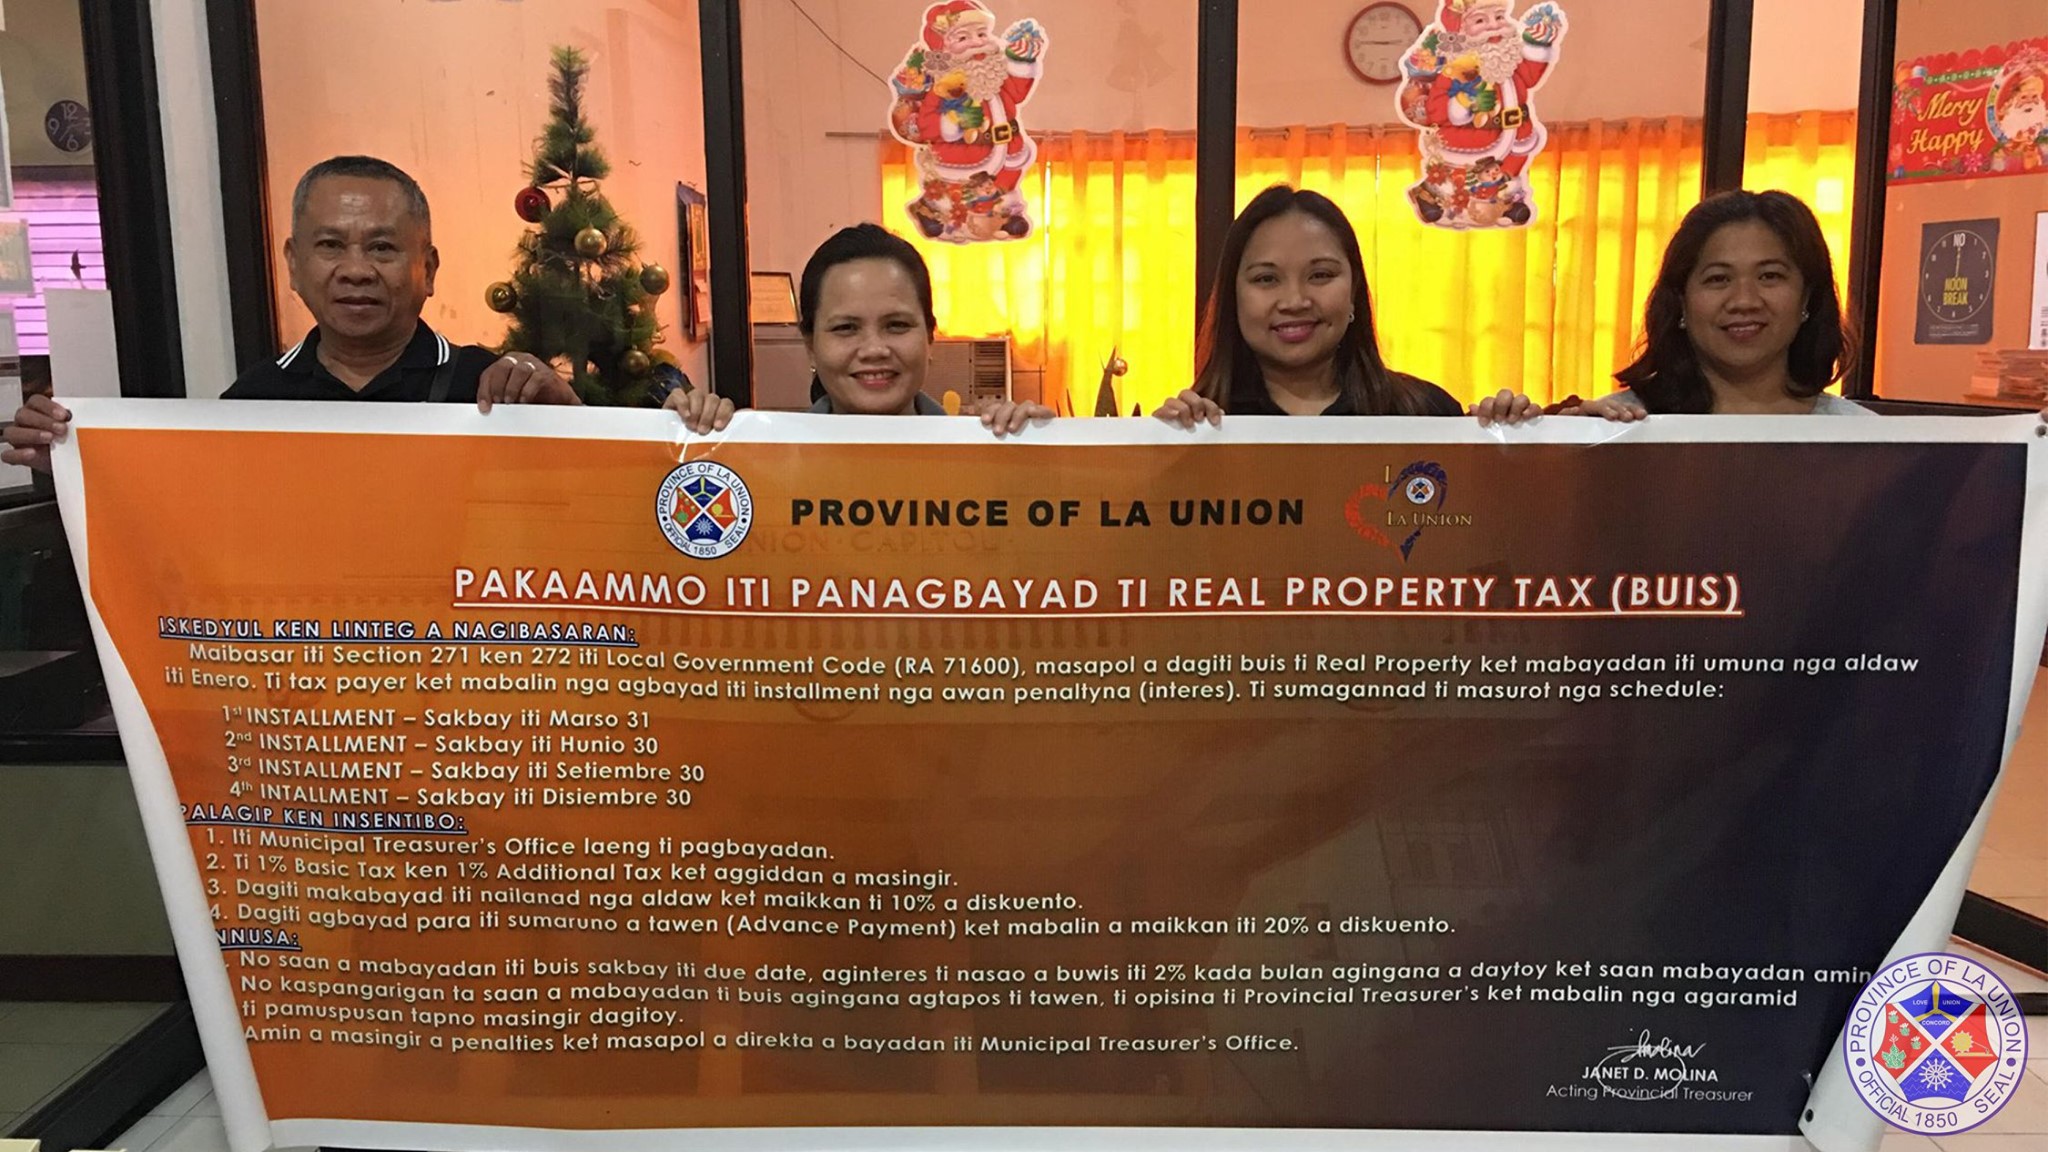 12
9
6
Merry
Happy
NO
NOON
BREAK
PROVINCE OF LA UNION
OFFICIAL 1850 SEAL
PROVINCE OF LA UNION
I
LA UNION
PAKAAMMO ITI PANAGBAYAD TI REAL PROPERTY TAX (BUIS)
ISKEDYUL KEN LINTEG A NAGIBASARAN:
Maibasar iti Section 271 ken 272 iti Local Government Code (RA 71600), masapol a dagiti buis ti Real Property ket mabayadan iti umuna nga aldaw
iti Enero. Ti tax payer ket mabalin nga agbayad iti installment nga awan penaltyna (interes). Ti sumagannad ti masurot nga schedule:
1st INSTALLMENT – Sakbay iti Marso 31
2nd INSTALLMENT – Sakbay iti Hunio 30
3rd INSTALLMENT – Sakbay iti Setiembre 30
4th INTALLMENT – Sakbay iti Disiembre 30
PALAGIP KEN INSENTIBO:
1. Iti Municipal Treasurer's Office laeng ti pagbayadan.
2. Ti 1% Basic Tax ken 1% Additional Tax ket aggiddan a masingir.
3. Dagiti makabayad iti nailanad nga aldaw ket maikkan ti 10% a diskuento.
4. Dagiti agbayad para iti sumaruno a tawen (Advance Payment) ket mabalin a maikkan iti 20% a diskuento.
NNUSA:
No saan a mabayadan iti buis sakbay iti due date, aginteres ti nasao a buwis iti 2% kada bulan agingana a daytoy ket saan mabayadan amin
No kaspangarigan ta saan a mabayadan ti buis agingana agtapos ti tawen, ti opisina ti Provincial Treasurer's ket mabalin nga agaramid
ti pamuspusan tapno masingir dagitoy.
Amin a masingir a penalties ket masapol a direkta a bayadan iti Municipal Treasurer's Office.
JANET D. MOLINA
Acting Provincial Treasurer
PROVINCE OF LA UNION
LOVE UNION
CONCORD
OFFICIAL 1850 SEAL